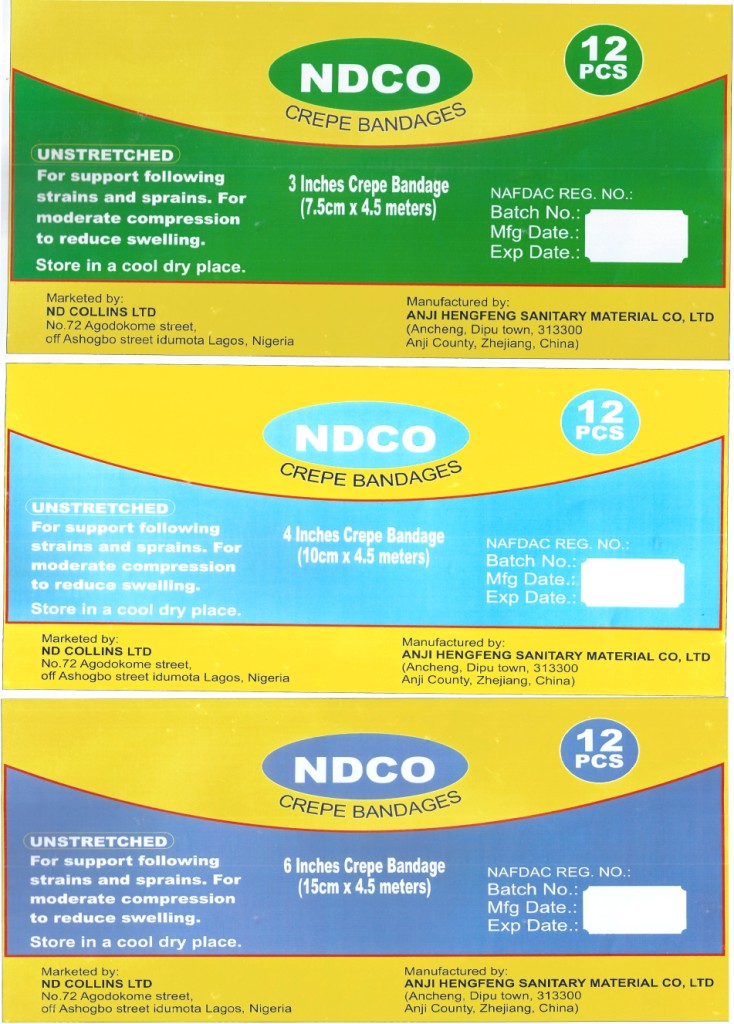 NDCO
CREPE BANDAGES
12
PCS
UNSTRETCHED
For support following
strains and sprains. For
moderate compression
to reduce swelling.
Store in a cool dry place.
3 Inches Crepe Bandage
(7.5cm x 4.5 meters)
NAFDAC REG. NO.:
Batch No.:
Mfg Date.:
Exp Date.:
Marketed by:
ND COLLINS LTD
No.72 Agodokome street,
off Ashogbo street idumota Lagos, Nigeria
Manufactured by:
ANJI HENGFENG SANITARY MATERIAL CO, LTD
(Ancheng, Dipu town, 313300
Anji County, Zhejiang, China)
NDCO
CREPE BANDAGES
12
PCS
UNSTRETCHED
For support following
strains and sprains. For
moderate compression
to reduce swelling.
Store in a cool dry place.
4 Inches Crepe Bandage
(10cm x 4.5 meters)
NAFDAC REG. NO.:
Batch No.:
Mfg Date.:
Exp Date.:
Marketed by:
ND COLLINS LTD
No.72 Agodokome street,
off Ashogbo street idumota Lagos, Nigeria
Manufactured by:
ANJI HENGFENG SANITARY MATERIAL CO, LTD
(Ancheng, Dipu town, 313300
Anji County, Zhejiang, China)
NDCO
CREPE BANDAGES
12
PCS
UNSTRETCHED
For support following
strains and sprains. For
moderate compression
to reduce swelling.
Store in a cool dry place.
6 Inches Crepe Bandage
(15cm x 4.5 meters)
NAFDAC REG. NO.:
Batch No.:
Mfg Date.:
Exp Date.:
Marketed by:
ND COLLINS LTD
No.72 Agodokome street,
off Ashogbo street idumota Lagos, Nigeria
Manufactured by:
ANJI HENGFENG SANITARY MATERIAL CO, LTD
(Ancheng, Dipu town, 313300
Anji County, Zhejiang, China)